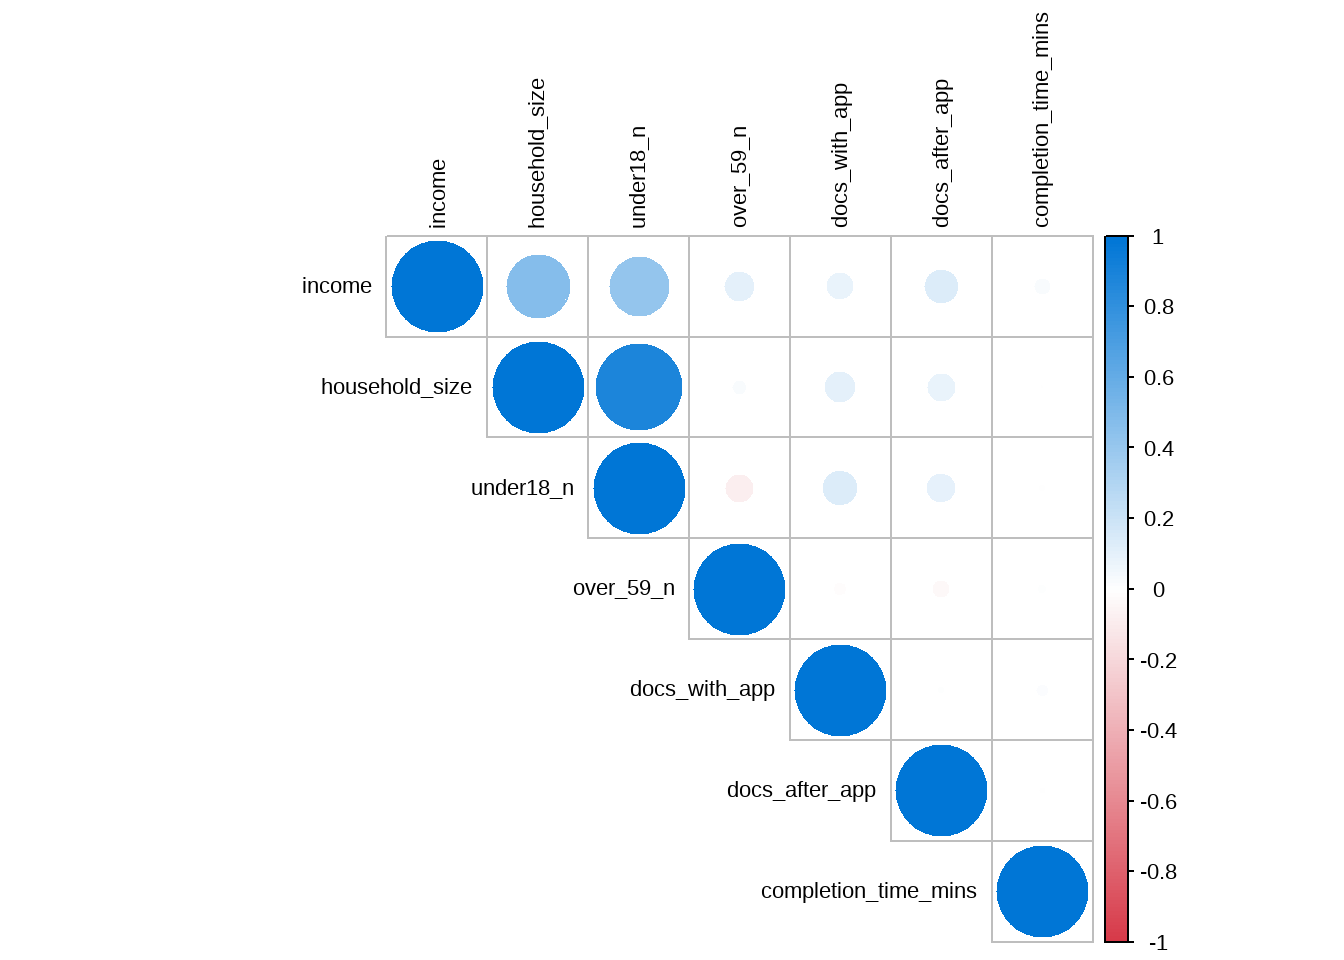 income
household_size
under18_n
over_59_n
docs_with_app
docs_after_app
completion_time_mins
income
household_size
under18_n
over_59_n
docs_with_app
docs_after_app
completion_time_mins
1
0.8
0.6
0.4
0.2
0
-0.2
-0.4
-0.6
-0.8
-1